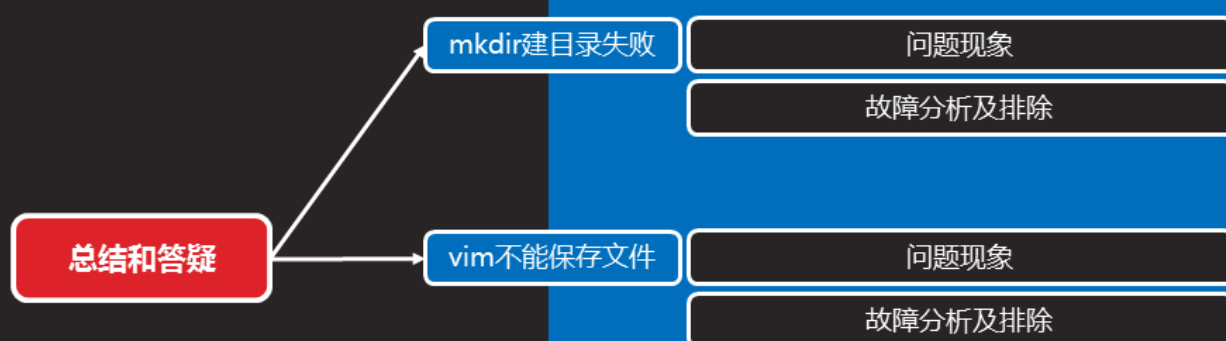 mkdir建目录失败
问题现象
故障分析及排除
总结和答疑
vim不能保存文件
问题现象
故障分析及排除